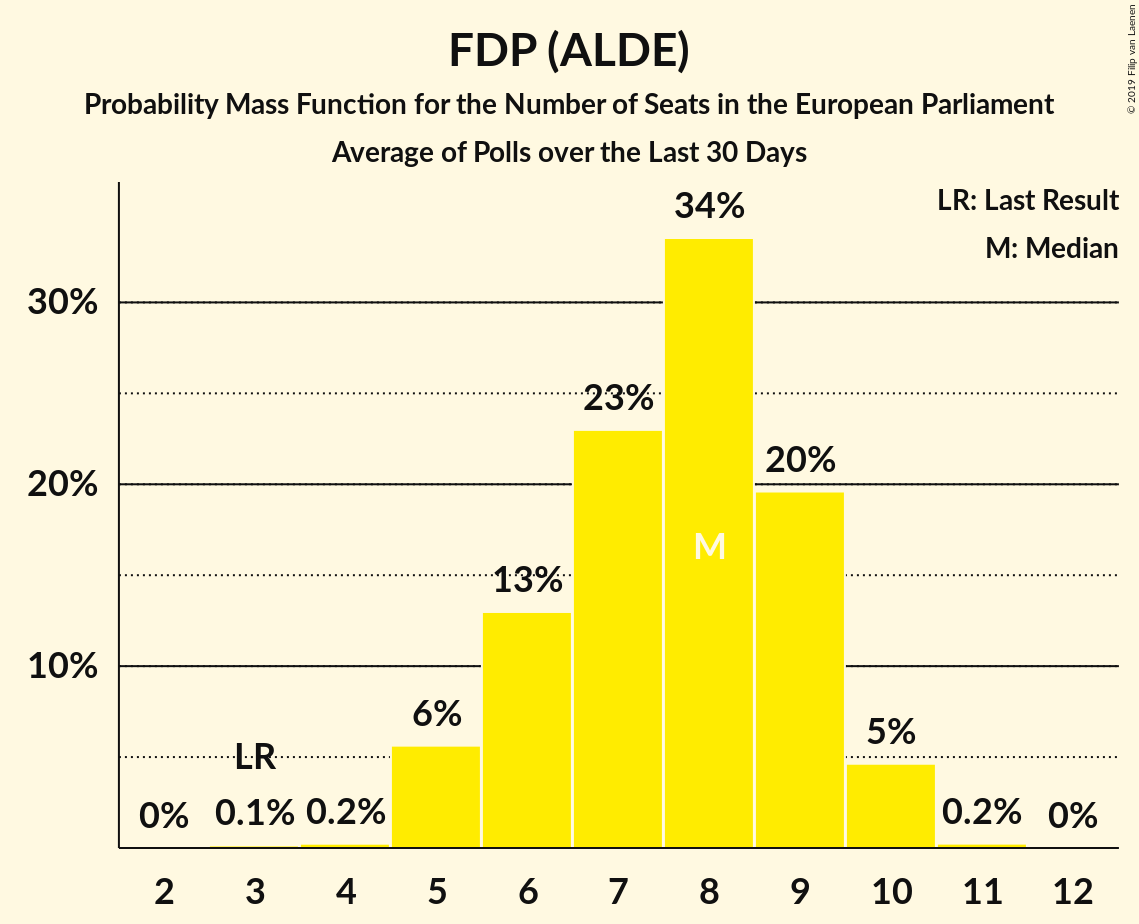 FDP (ALDE)
Probability Mass Function for the Number of Seats in the European Parliament
Average of Polls over the Last 30 Days
© 2019 Filip van Laenen
LR: Last Result
M: Median
34%
30%
23%
20%
20%
M
13%
10%
6%
5%
LR
0%
0.1%
0.2%
0.2%
0%
2 3 4 5 6 7 8 9 10 11 12